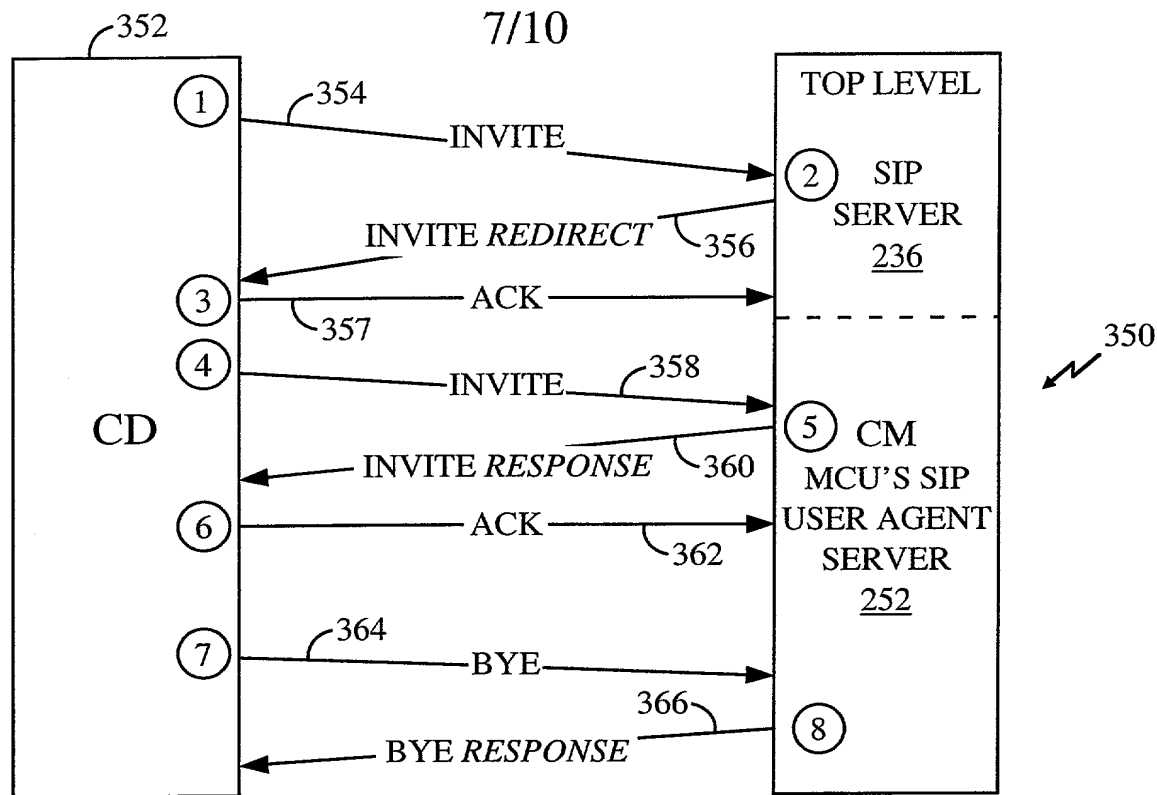 7/10
352
TOP LEVEL
1
354
INVITE
2
SIP
SERVER
236
INVITE REDIRECT
356
3
ACK
357
350
4
INVITE
358
CD
5
CM
MCU'S SIP
USER AGENT
SERVER
252
INVITE RESPONSE
360
6
ACK
362
7
364
BYE
366
8
BYE RESPONSE